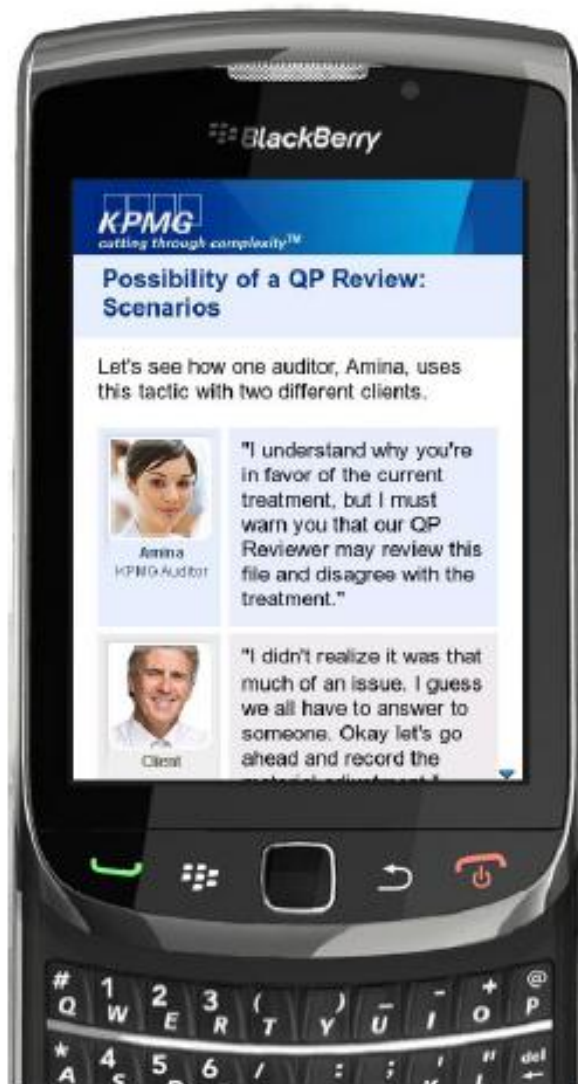 BlackBerry
KPMG
cutting through complexity™
Possibility of a QP Review:
Scenarios
Let's see how one auditor, Amina, uses
this tactic with two different clients.
"I understand why you're
in favor of the current
treatment, but I must
warn you that our QP
Reviewer may review this
file and disagree with the
treatment."
Amina
KPMG Auditor
"I didn't realize it was that
much of an issue. I guess
we all have to answer to
someone. Okay let's go
ahead and record the
material adjustment."
Client
# 1 2 3 ( ) _ - + @
Q W E R T Y U I O P
* 4 5 6 / : ; ' " del
A S